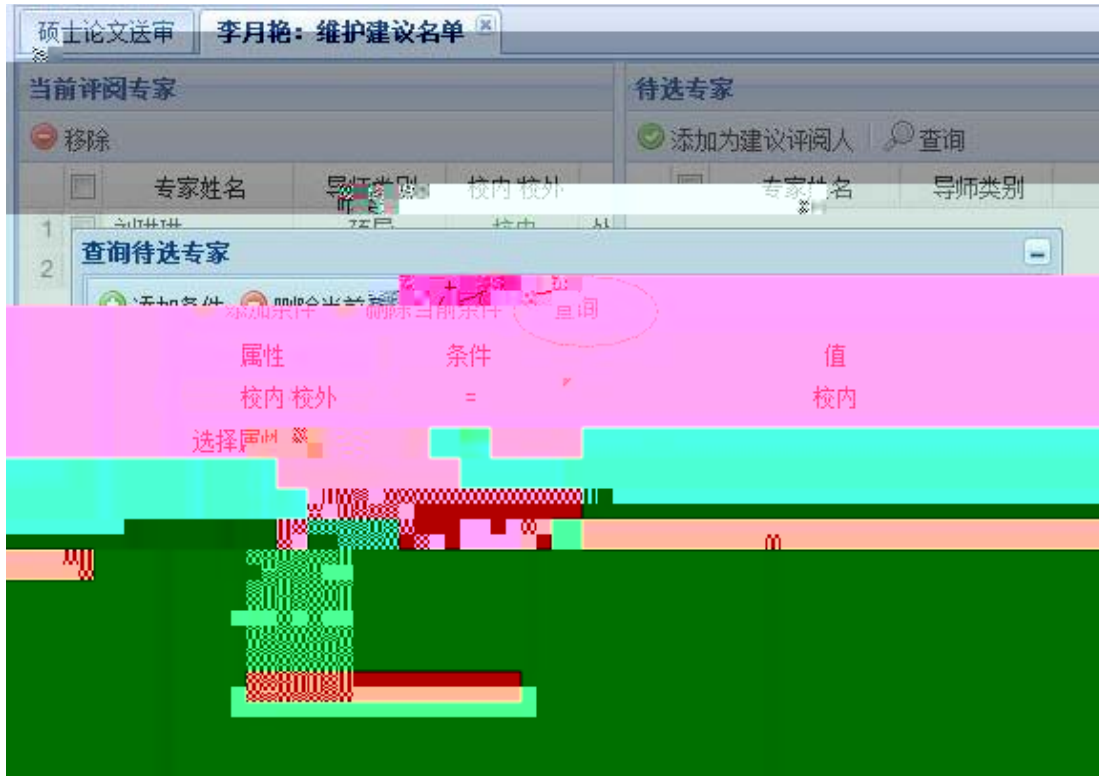 硕士论文送审 李月艳：维护建议名单
当前评阅专家 待选专家
移除 添加为建议评阅人 查询
专家姓名 导师类别 校内 校外 专家姓名 导师类别
1
2 查询待选专家
添加条件 删除当前条件 查询
属性 条件 值
校内 校外 = 校内
选择属